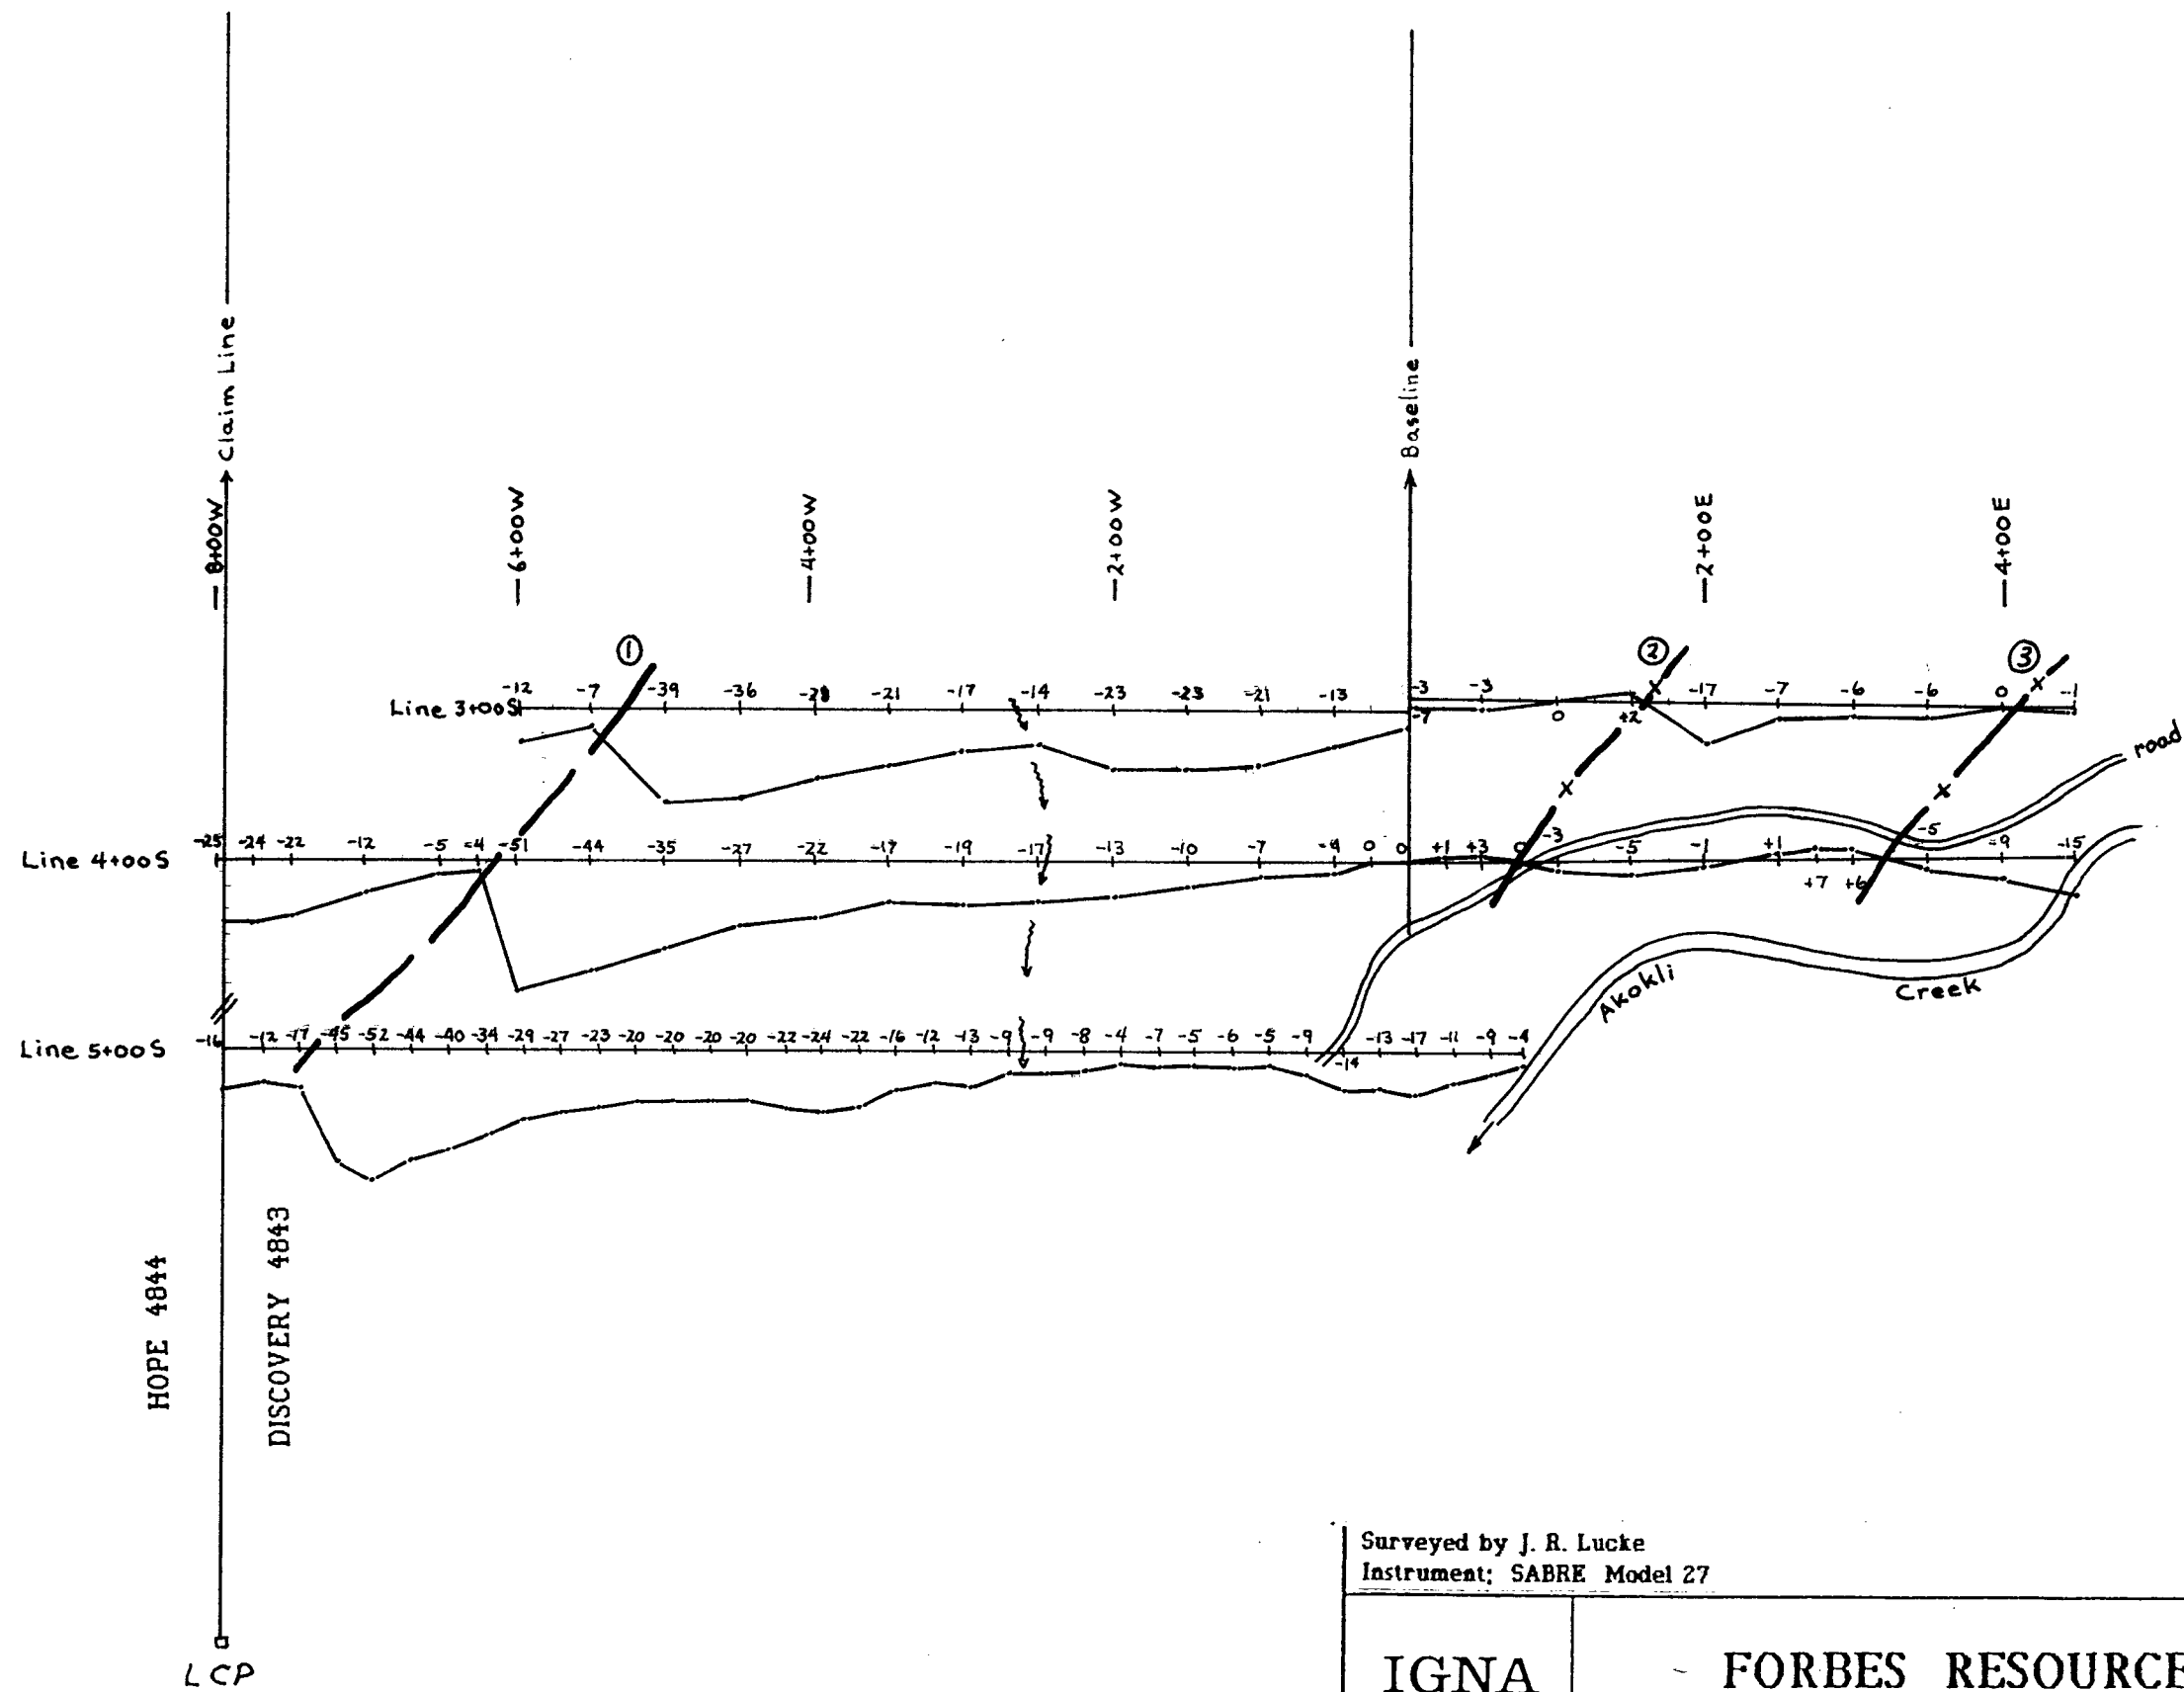 Claim Line
Baseline
8+00W
6+00W
4+00W
2+00W
2+00E
4+00E
1
2
3
Line 3+00S
-12 -7 -39 -36 -28 -21 -17 -14 -23 -23 -21 -13 -7
-3 -3 0 +2 -17 -7 -6 -6 0 -1
road
Line 4+00S
-25 -24 -22 -12 -5 -4 -51 -44 -35 -27 -22 -17 -19 -17 -13 -10 -7 -4 0 0 +1 +3 0 -3 -5 -1 +1 +7 +6 -5 -9 -15
Akokli Creek
Line 5+00S
-16 -12 -17 -45 -52 -44 -40 -34 -29 -27 -23 -20 -20 -20 -20 -22 -24 -22 -16 -12 -13 -9 -9 -8 -4 -7 -5 -6 -5 -9 -14 -13 -17 -11 -9 -4
HOPE 4844
DISCOVERY 4843
LCP
Surveyed by J. R. Lucke
Instrument: SABRE Model 27
IGNA
FORBES RESOURCE